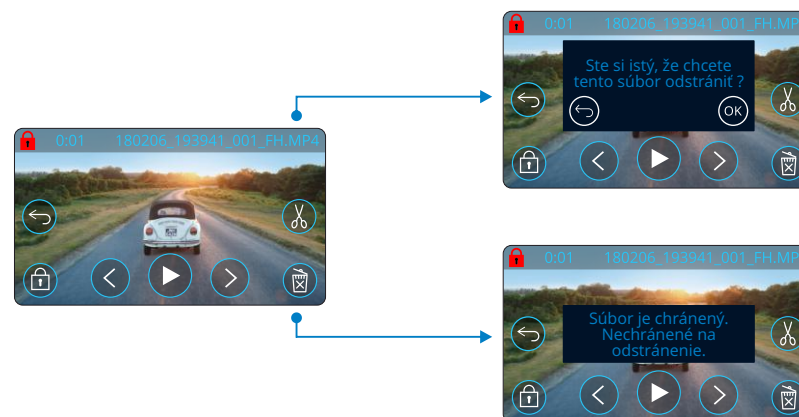 0:01 180206_193941_001_FH.MP4
0:01 180206_193941_001_FH.MP
Ste si istý, že chcete
tento súbor odstrániť ?
OK
0:01 180206_193941_001_FH.MP
Súbor je chránený.
Nechránené na
odstránenie.